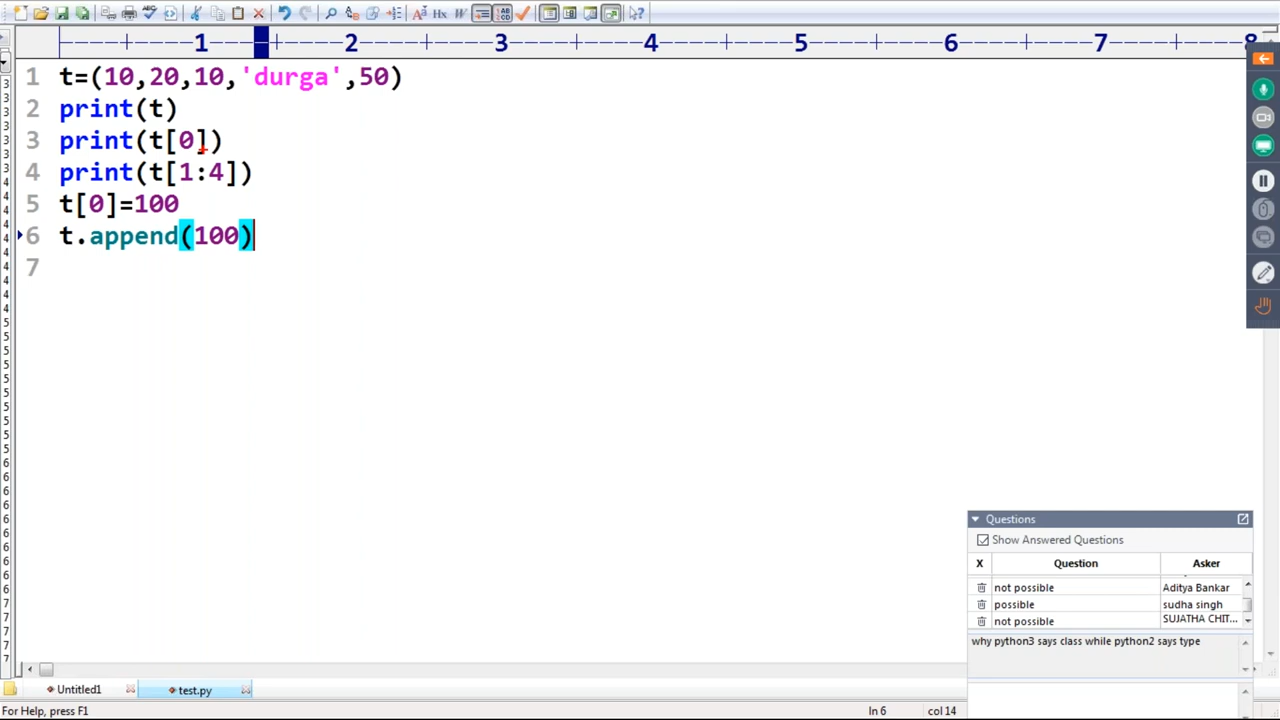 1 2 3 4 5 6 7 8
1 t=(10,20,10,'durga',50)
2 print(t)
3 print(t[0])
4 print(t[1:4])
5 t[0]=100
6 t.append(100)
7
Questions
Show Answered Questions
X Question Asker
not possible Aditya Bankar
possible sudha singh
not possible SUJATHA CHIT...
why python3 says class while python2 says type
Untitled1 test.py
For Help, press F1 ln 6 col 14